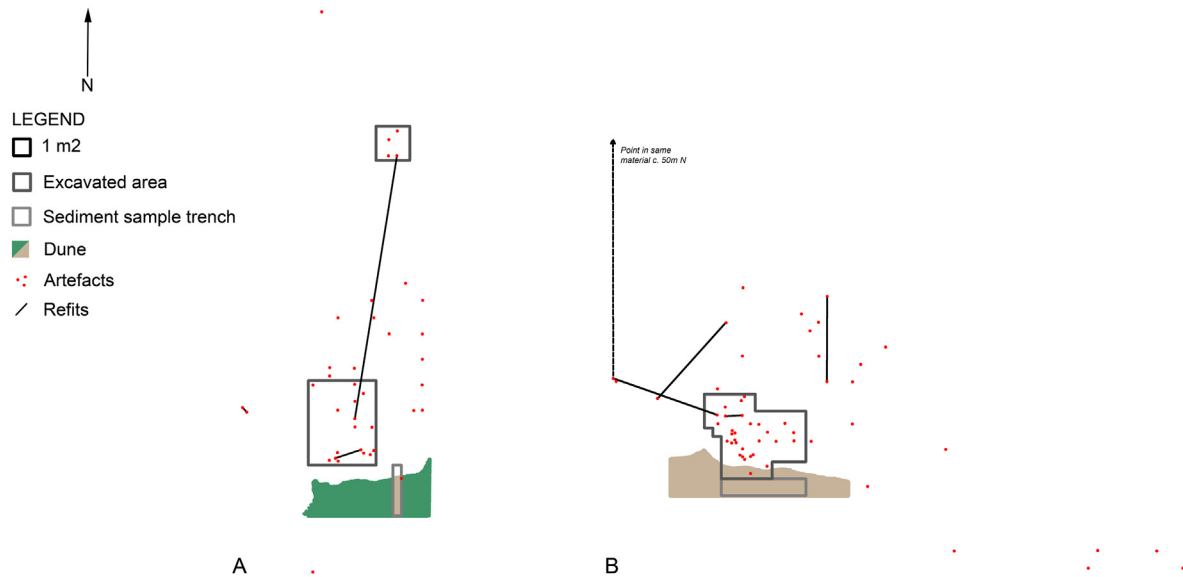 N
LEGEND
1 m2
Excavated area
Sediment sample trench
Dune
Artefacts
Refits
Point in same
material c. 50m N
A
B